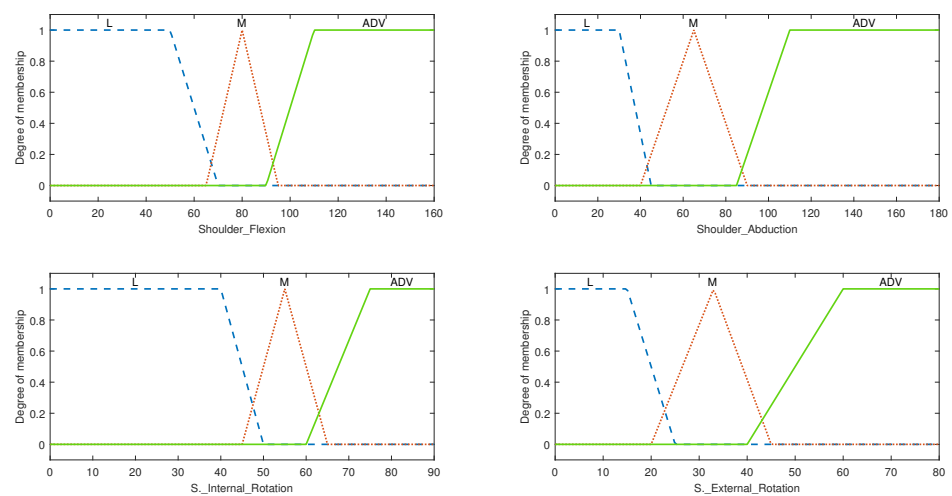 L M ADV
Degree of membership
1
0.8
0.6
0.4
0.2
0
0 20 40 60 80 100 120 140 160
Shoulder_Flexion
L M ADV
Degree of membership
1
0.8
0.6
0.4
0.2
0
0 20 40 60 80 100 120 140 160 180
Shoulder_Abduction
L M ADV
Degree of membership
1
0.8
0.6
0.4
0.2
0
0 10 20 30 40 50 60 70 80 90
S._Internal_Rotation
L M ADV
Degree of membership
1
0.8
0.6
0.4
0.2
0
0 10 20 30 40 50 60 70 80
S._External_Rotation